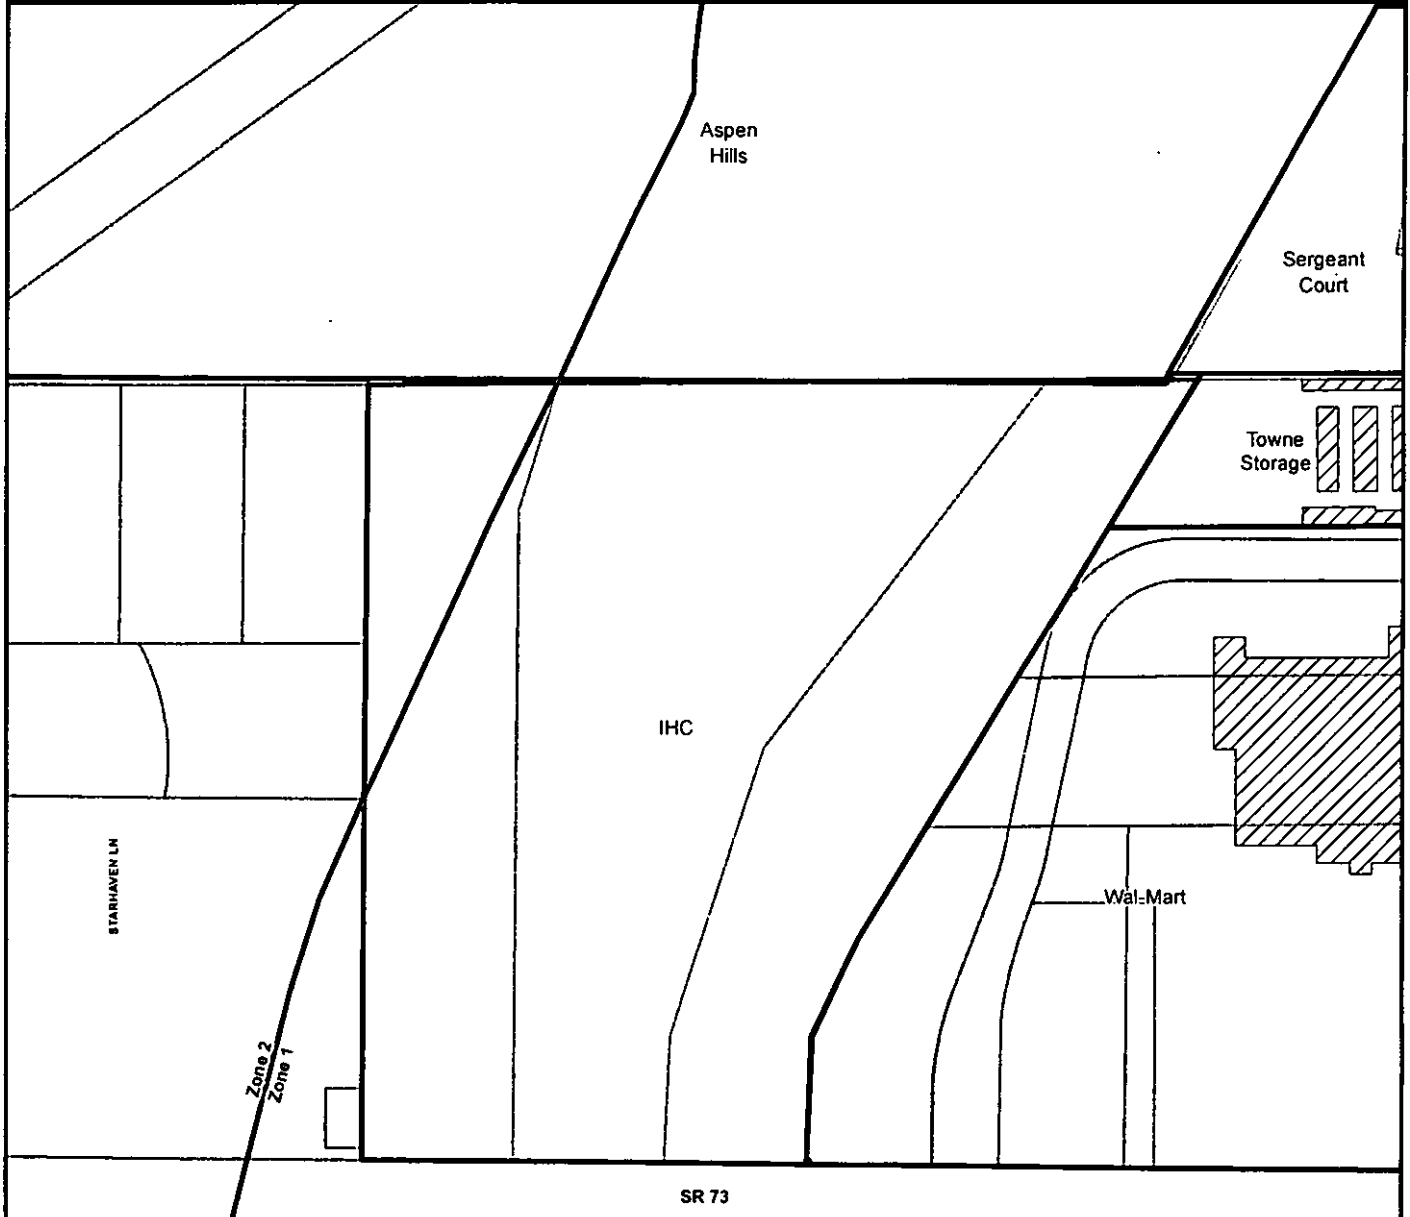 Aspen
Hills
Sergeant
Court
Towne
Storage
IHC
STARHAVEN LN
Wal-Mart
Zone 2
Zone 1
SR 73